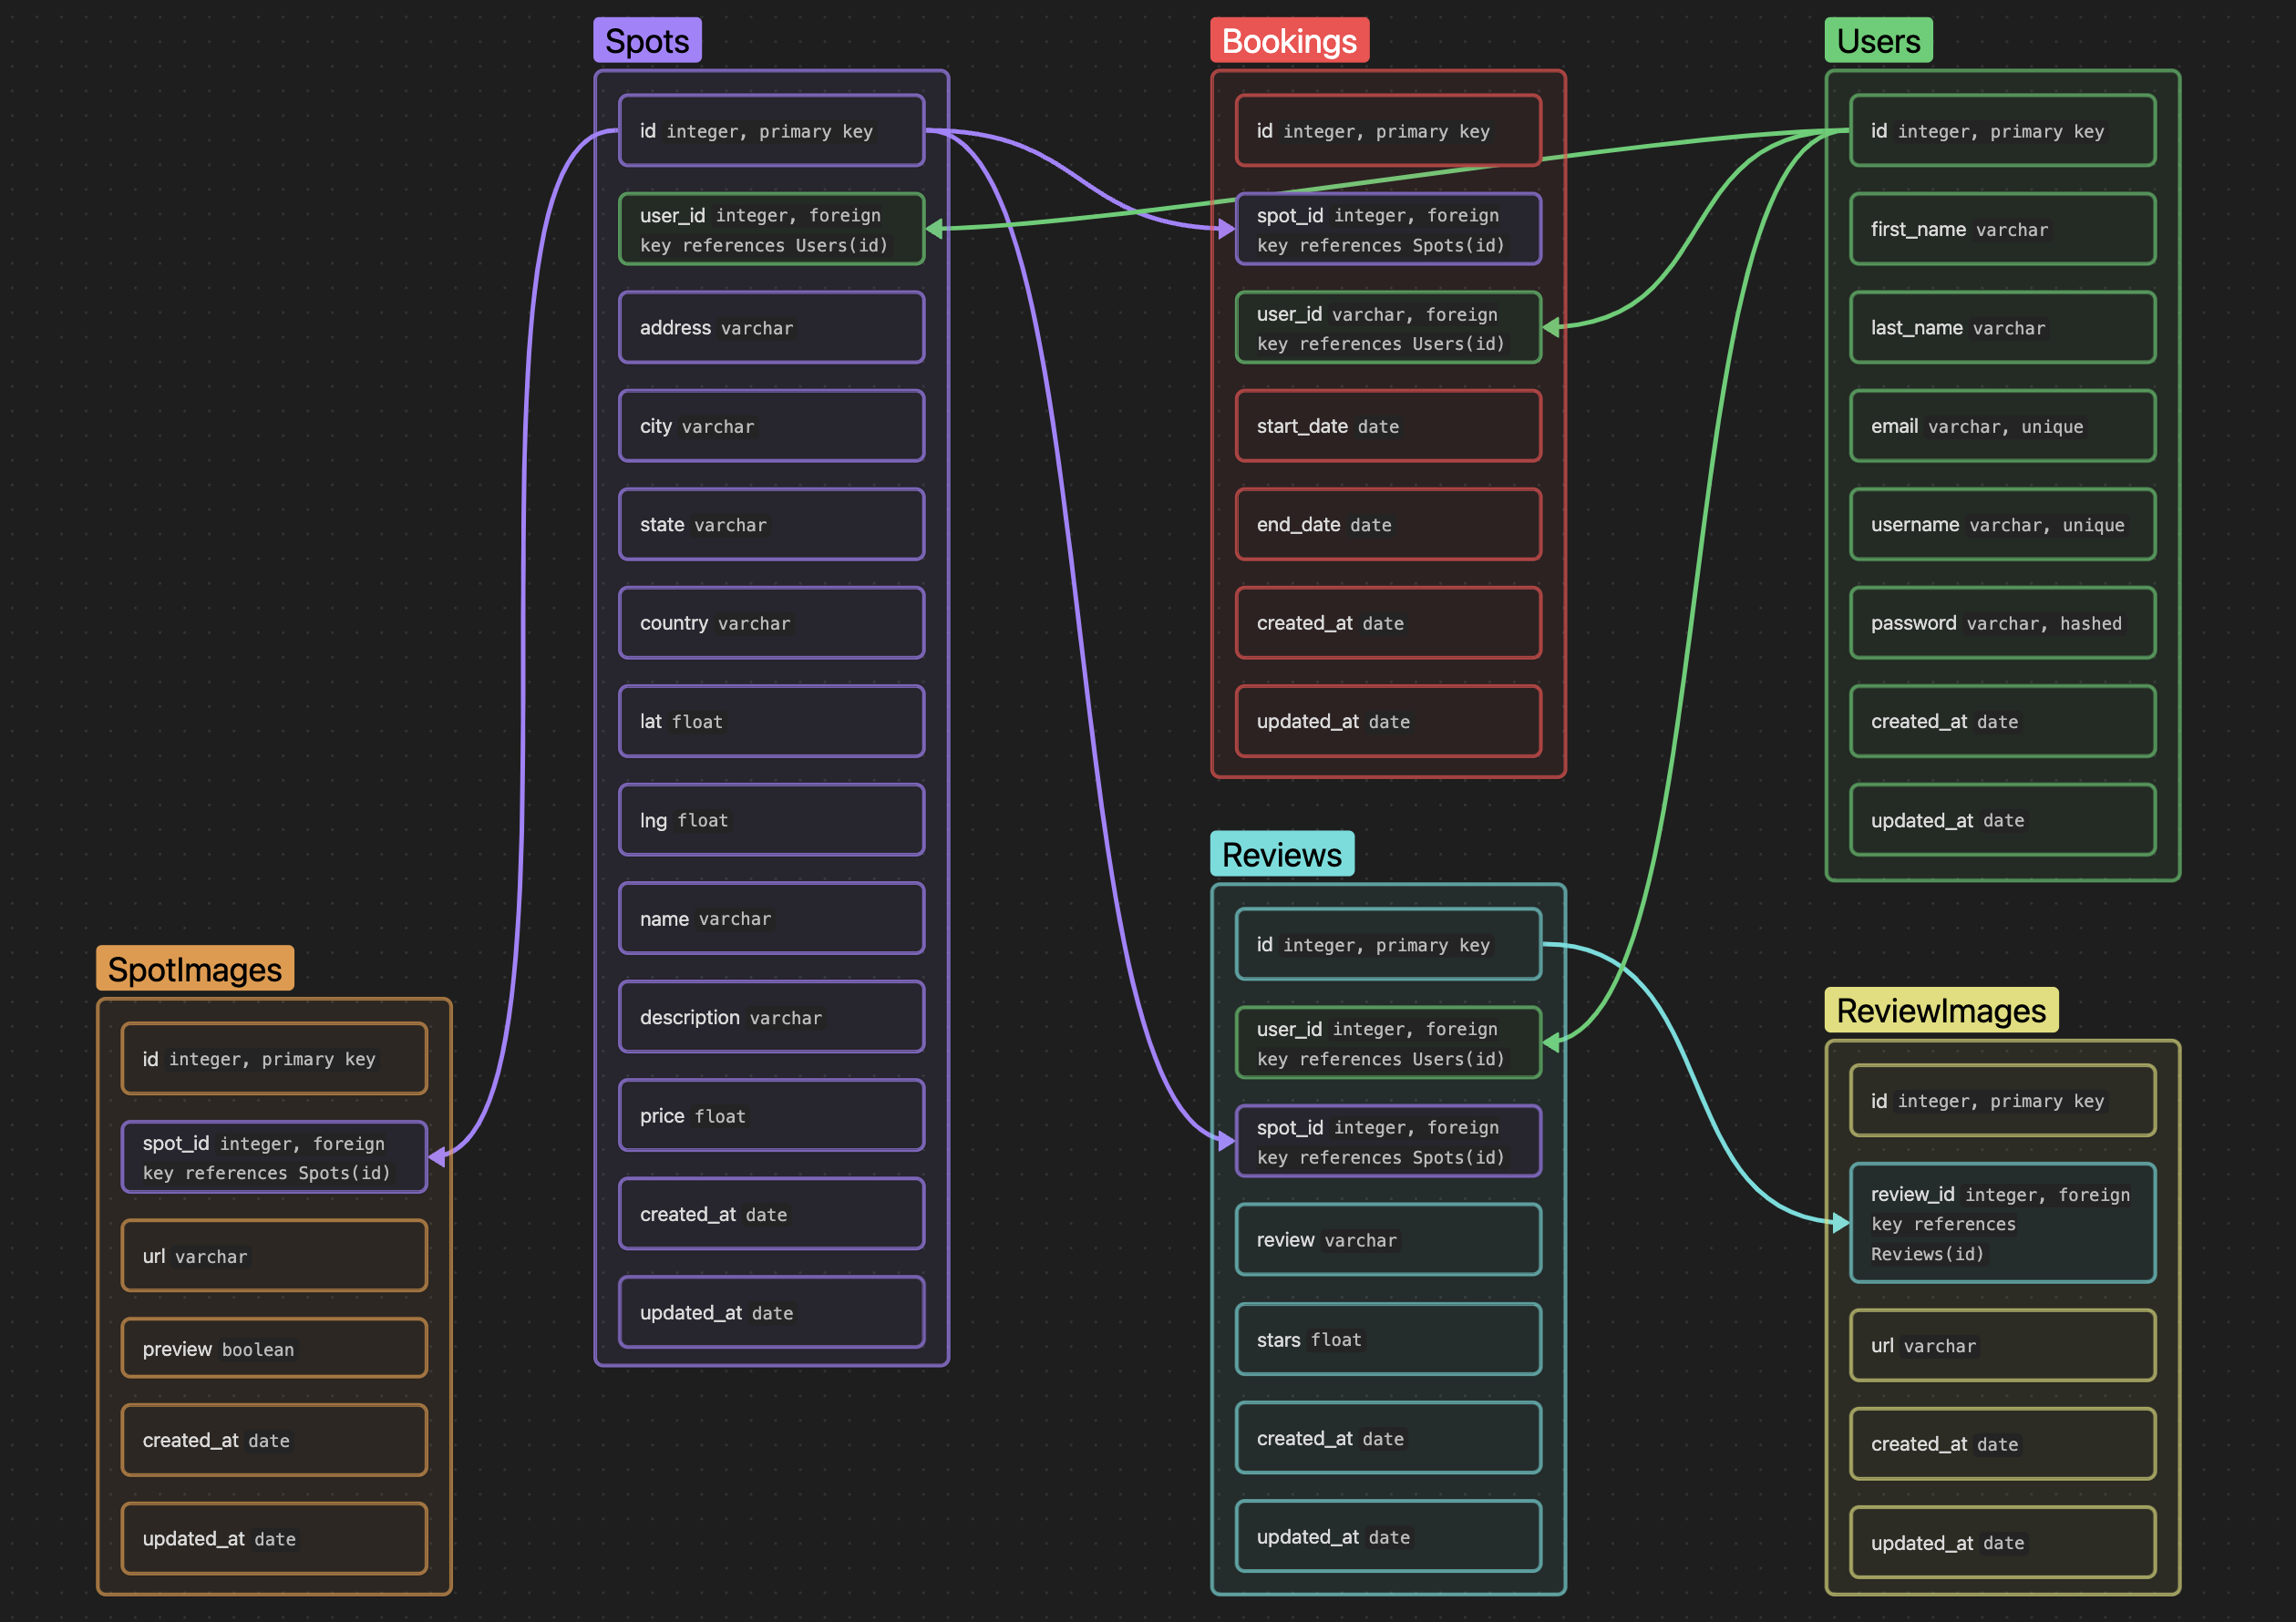 Spots
id integer, primary key
user_id integer, foreign
key references Users(id)
address varchar
city varchar
state varchar
country varchar
lat float
lng float
name varchar
description varchar
price float
created_at date
updated_at date
Bookings
id integer, primary key
spot_id integer, foreign
key references Spots(id)
user_id varchar, foreign
key references Users(id)
start_date date
end_date date
created_at date
updated_at date
Users
id integer, primary key
first_name varchar
last_name varchar
email varchar, unique
username varchar, unique
password varchar, hashed
created_at date
updated_at date
SpotImages
id integer, primary key
spot_id integer, foreign
key references Spots(id)
url varchar
preview boolean
created_at date
updated_at date
Reviews
id integer, primary key
user_id integer, foreign
key references Users(id)
spot_id integer, foreign
key references Spots(id)
review varchar
stars float
created_at date
updated_at date
ReviewImages
id integer, primary key
review_id integer, foreign
key references
Reviews(id)
url varchar
created_at date
updated_at date